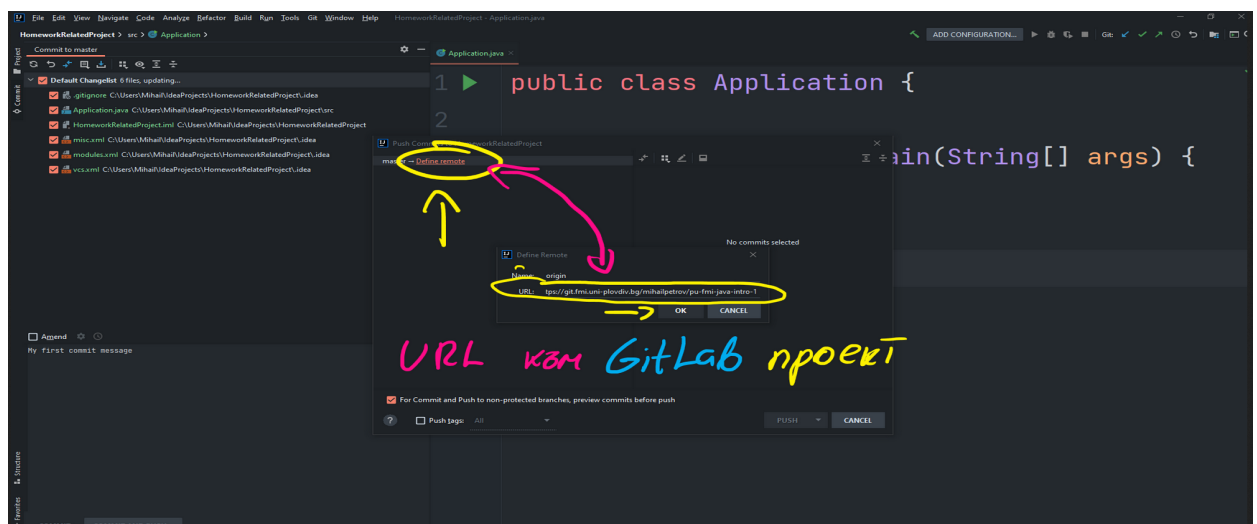 File Edit View Navigate Code Analyze Refactor Build Run Tools Git Window Help HomeworkRelatedProject - Application.java
HomeworkRelatedProject > src > Application >
ADD CONFIGURATION... Git:
Project
Commit to master
Application.java
Commit
Default Changelist 6 files, updating...
.gitignore C:\Users\Mihail\IdeaProjects\HomeworkRelatedProject\.idea
Application.java C:\Users\Mihail\IdeaProjects\HomeworkRelatedProject\src
HomeworkRelatedProject.iml C:\Users\Mihail\IdeaProjects\HomeworkRelatedProject
misc.xml C:\Users\Mihail\IdeaProjects\HomeworkRelatedProject\.idea
modules.xml C:\Users\Mihail\IdeaProjects\HomeworkRelatedProject\.idea
vcs.xml C:\Users\Mihail\IdeaProjects\HomeworkRelatedProject\.idea
1 public class Application {
2
ain(String[] args) {
Push Com
master → Define remote
No commits selected
Define Remote
Name: origin
URL: tps://git.fmi.uni-plovdiv.bg/mihailpetrov/pu-fmi-java-intro-1
OK CANCEL
URL към GitLab проект
Amend
My first commit message
For Commit and Push to non-protected branches, preview commits before push
? Push tags: All PUSH CANCEL
Structure
Favorites